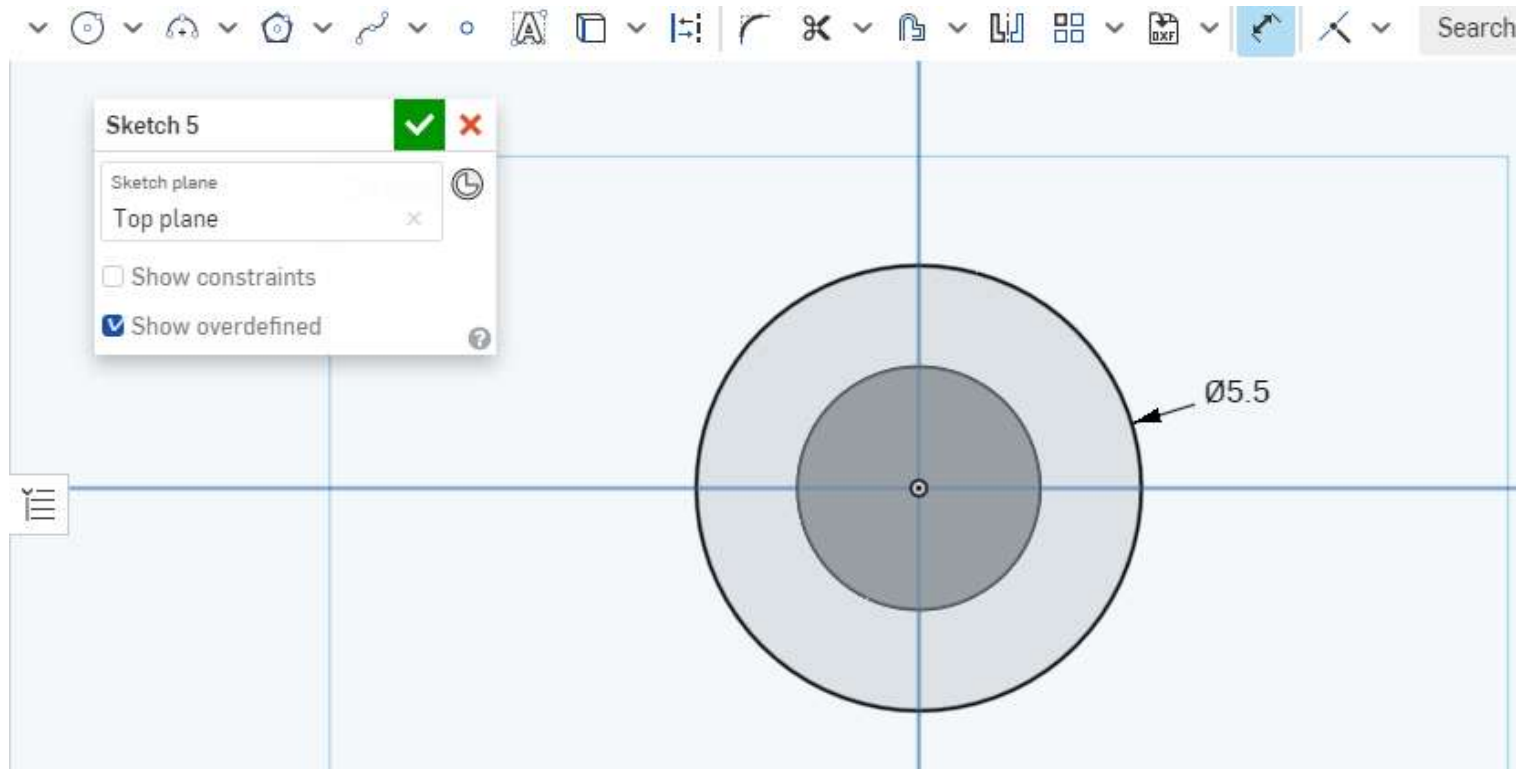 A
DXF
Search
Sketch 5
Sketch plane
Top plane
Show constraints
Show overdefined
?
Ø5.5